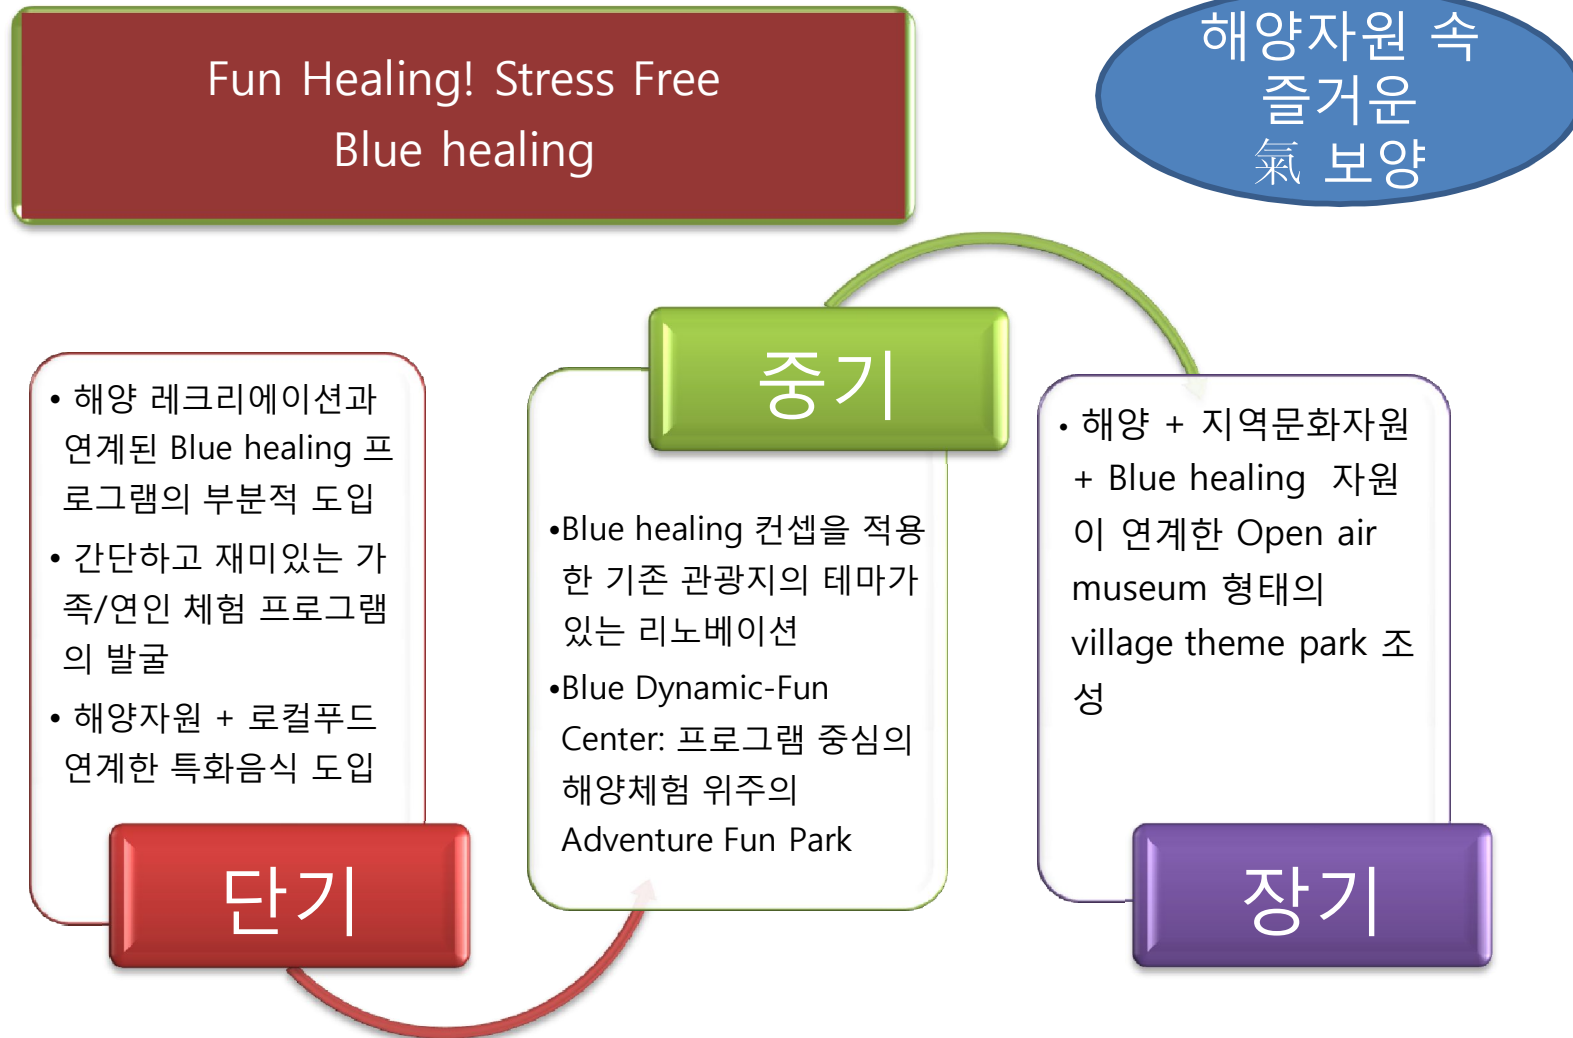 Fun Healing! Stress Free
Blue healing
해양자원 속
즐거운
氣 보양
• 해양 레크리에이션과
연계된 Blue healing 프
로그램의 부분적 도입
• 간단하고 재미있는 가
족/연인 체험 프로그램
의 발굴
• 해양자원 + 로컬푸드
연계한 특화음식 도입
단기
중기
•Blue healing 컨셉을 적용
한 기존 관광지의 테마가
있는 리노베이션
•Blue Dynamic-Fun
Center: 프로그램 중심의
해양체험 위주의
Adventure Fun Park
• 해양 + 지역문화자원
+ Blue healing 자원
이 연계한 Open air
museum 형태의
village theme park 조
성
장기